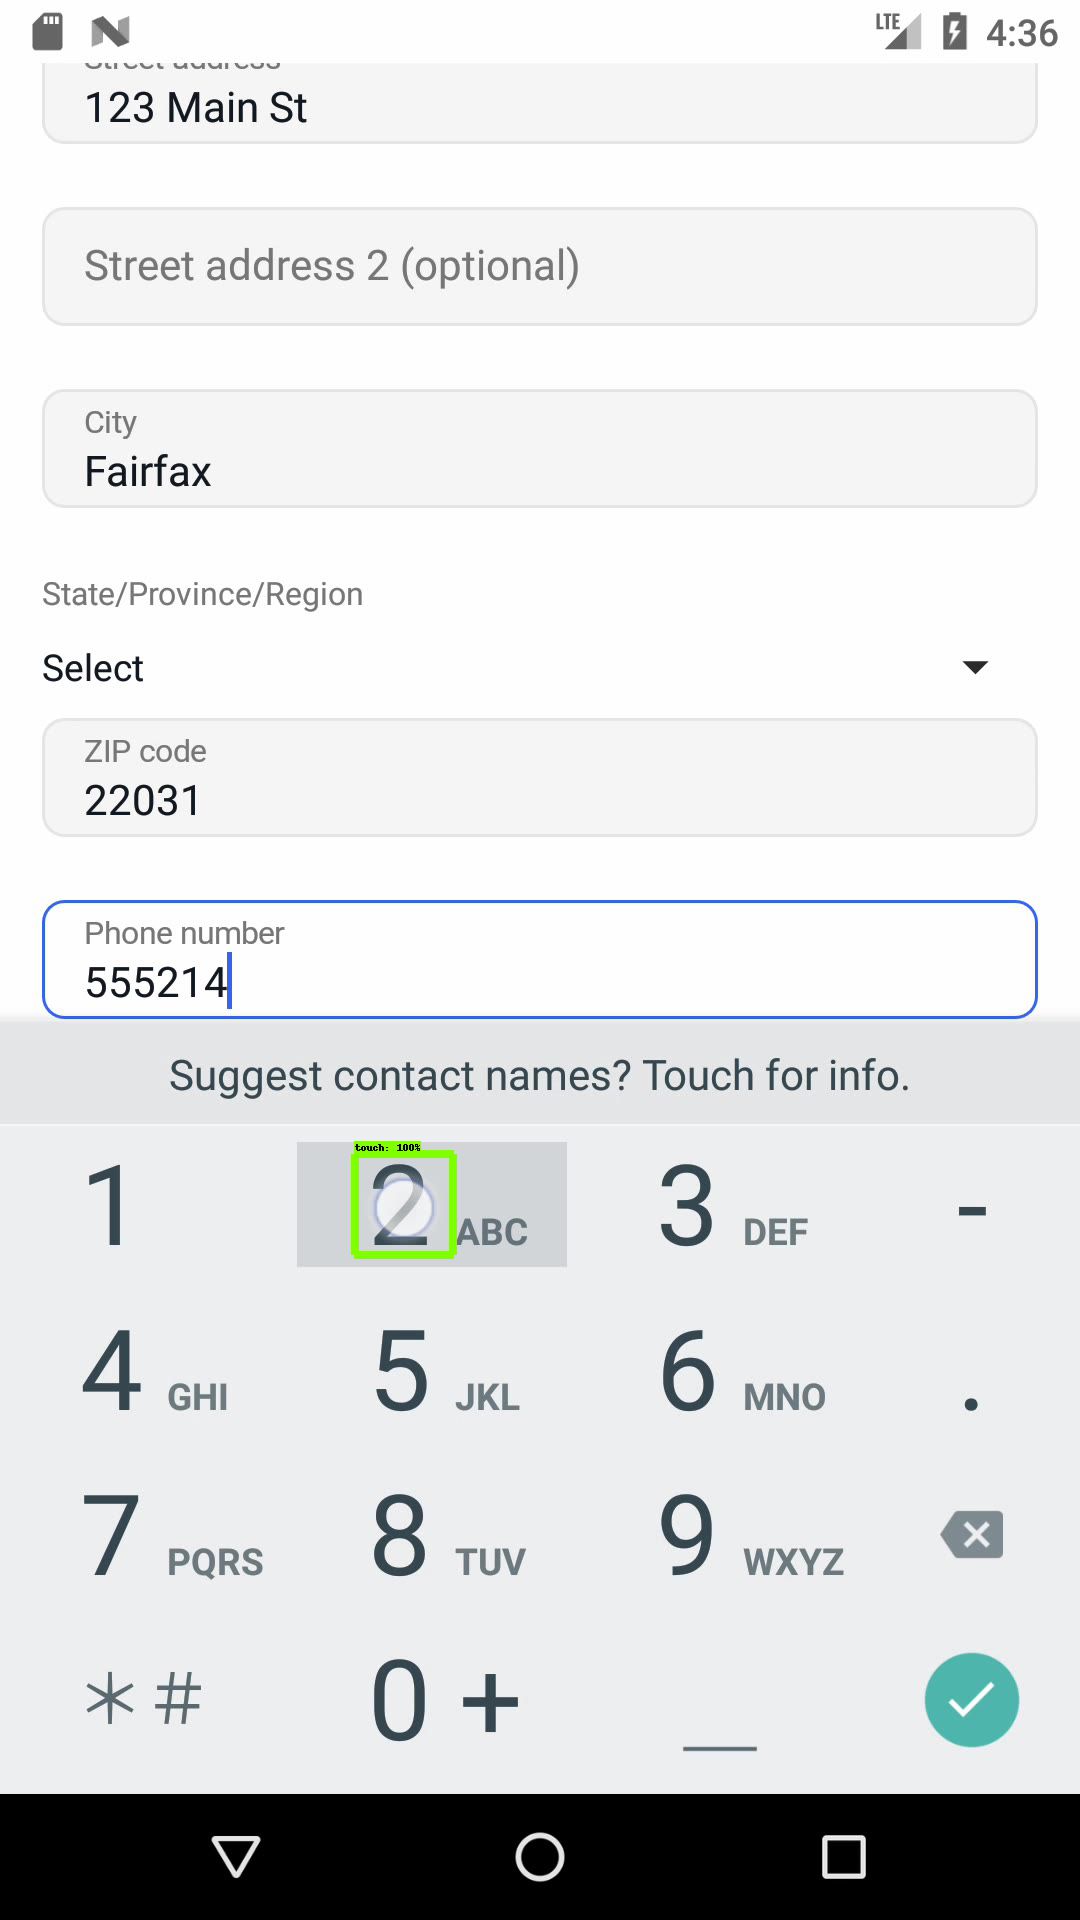 LTE 4:36
Street address
123 Main St
Street address 2 (optional)
City
Fairfax
State/Province/Region
Select
ZIP code
22031
Phone number
555214
Suggest contact names? Touch for info.
touch: 100%
1 2 ABC 3 DEF -
4 GHI 5 JKL 6 MNO .
7 PQRS 8 TUV 9 WXYZ
* # 0 + _